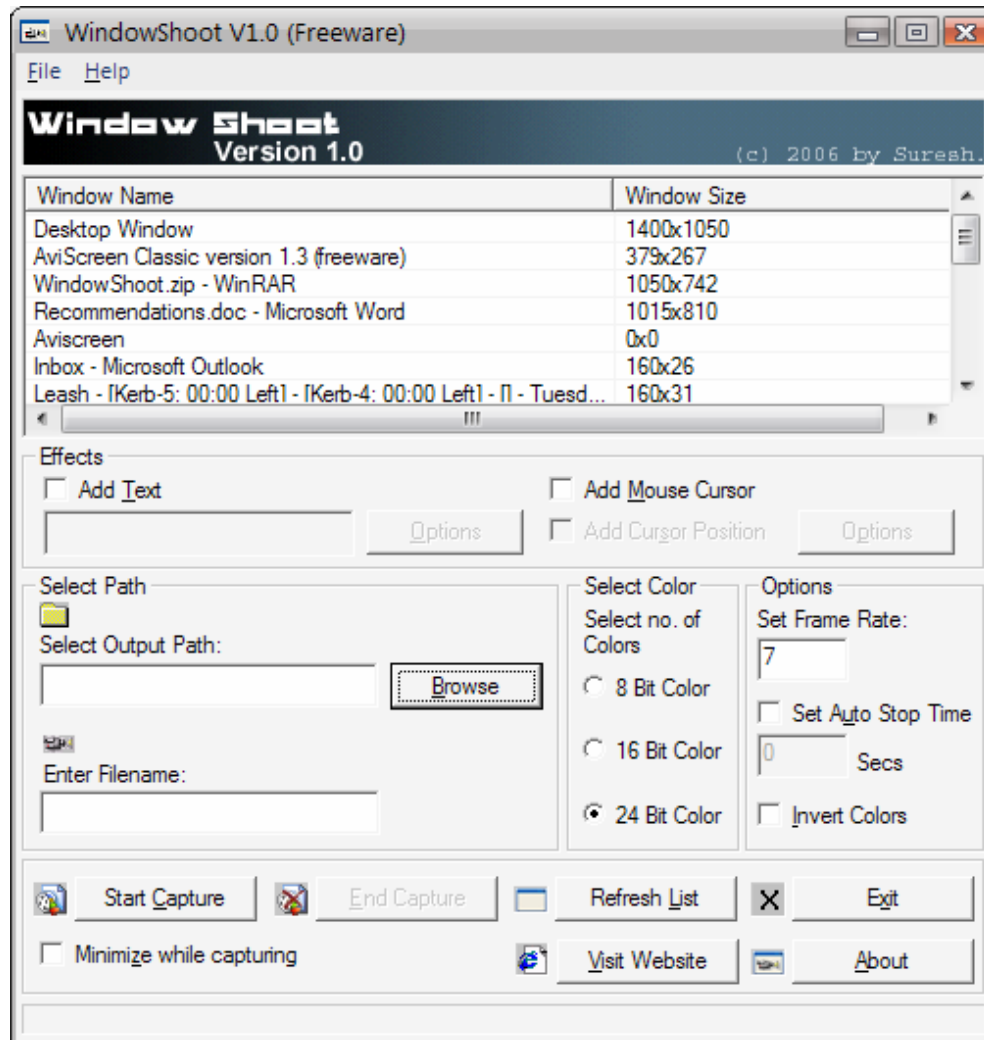 WindowShoot V1.0 (Freeware)
File Help
Window Shoot
Version 1.0
(c) 2006 by Suresh.
Window Name Window Size
Desktop Window 1400x1050
AviScreen Classic version 1.3 (freeware) 379x267
WindowShoot.zip - WinRAR 1050x742
Recommendations.doc - Microsoft Word 1015x810
Aviscreen 0x0
Inbox - Microsoft Outlook 160x26
Leash - [Kerb-5: 00:00 Left] - [Kerb-4: 00:00 Left] - [] - Tuesd... 160x31
Effects
Add Text Add Mouse Cursor
Options Add Cursor Position Options
Select Path
Select Output Path:
Browse
Enter Filename:
Select Color
Select no. of
Colors
8 Bit Color
16 Bit Color
24 Bit Color
Options
Set Frame Rate:
7
Set Auto Stop Time
0 Secs
Invert Colors
Start Capture End Capture Refresh List Exit
Minimize while capturing Visit Website About